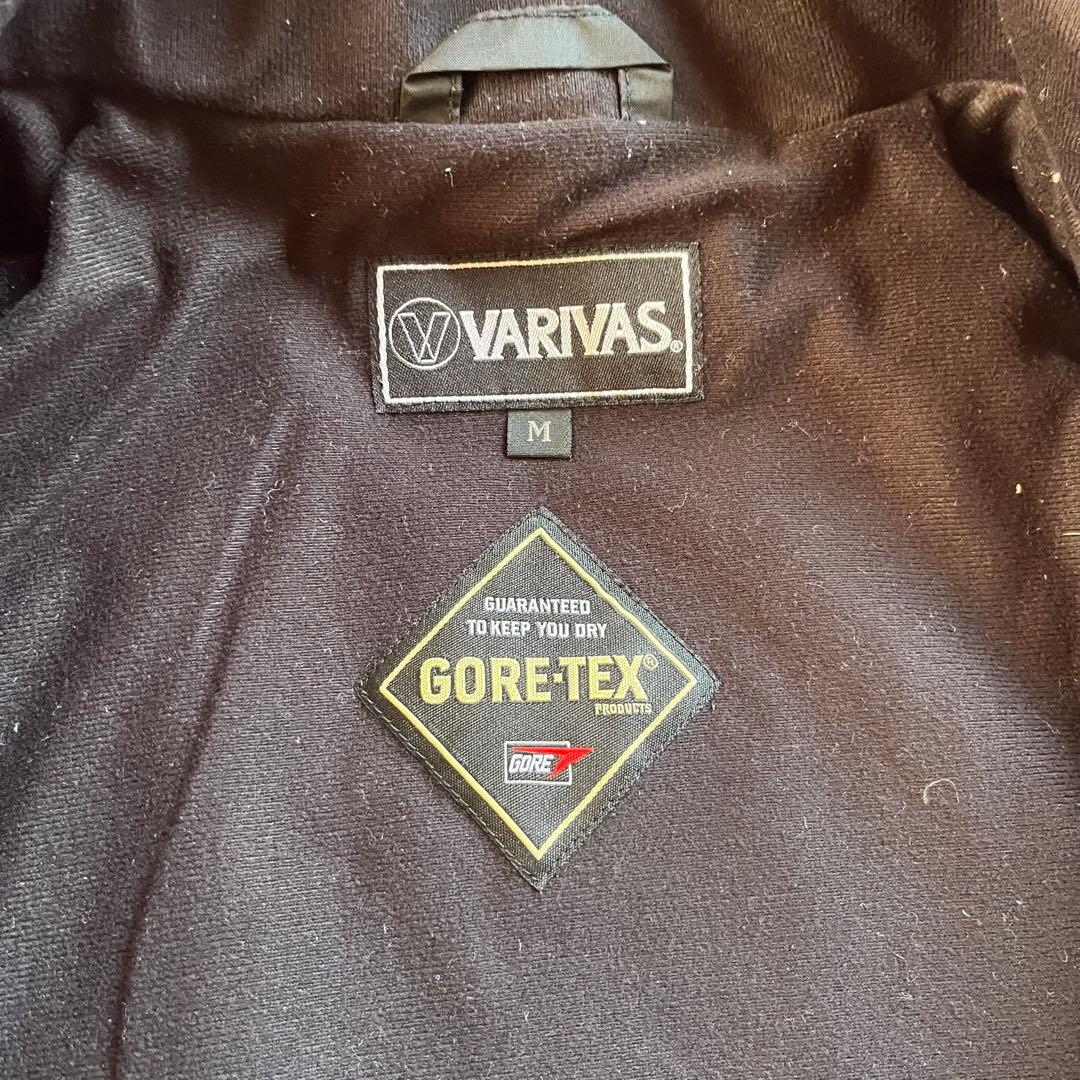 V VARIVAS®
M
GUARANTEED
TO KEEP YOU DRY
GORE-TEX®
PRODUCTS
GORE